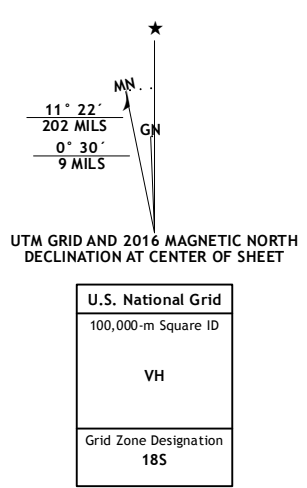 MN
11° 22´
202 MILS
GN
0° 30´
9 MILS
UTM GRID AND 2016 MAGNETIC NORTH
DECLINATION AT CENTER OF SHEET
U.S. National Grid
100,000-m Square ID
VH
Grid Zone Designation
18S